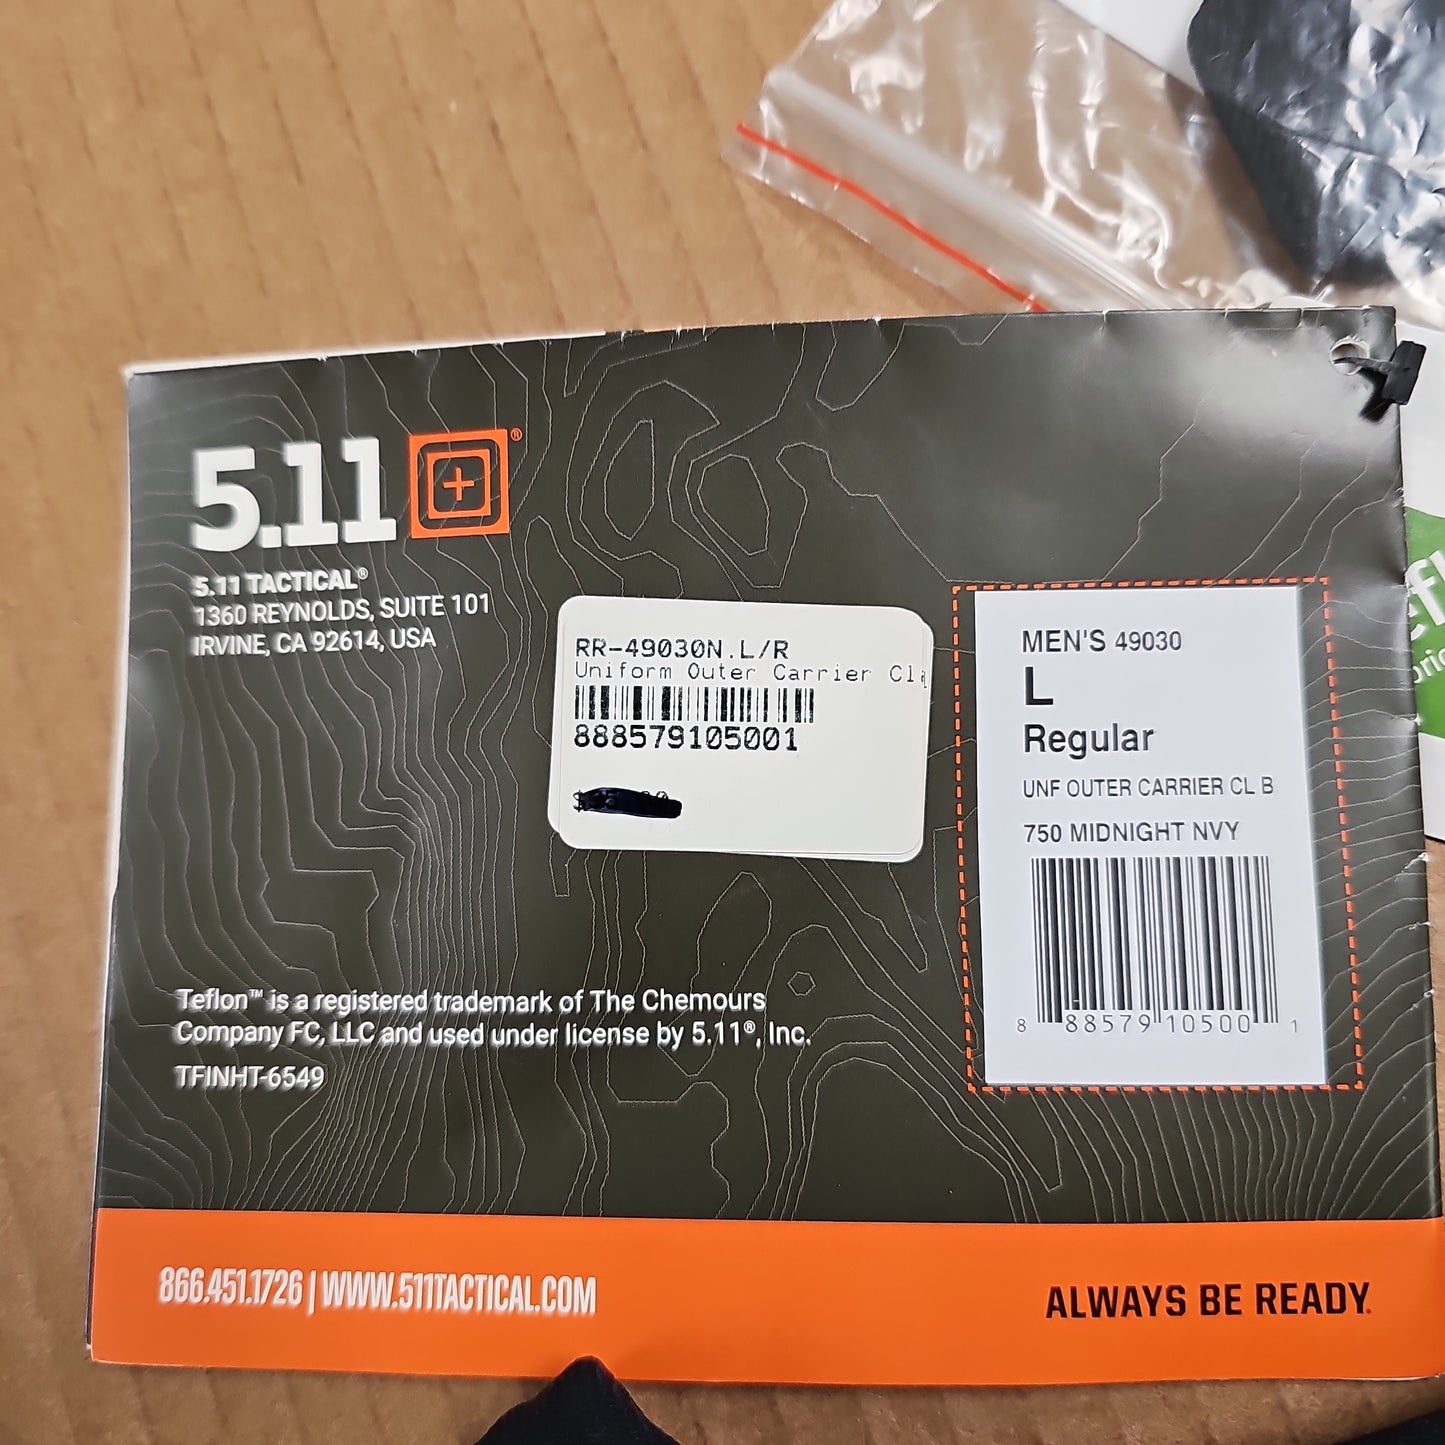 5.11®
5.11 TACTICAL®
1360 REYNOLDS, SUITE 101
IRVINE, CA 92614, USA
RR-49030N.L/R
Uniform Outer Carrier Cla
888579105001
MEN'S 49030
L
Regular
UNF OUTER CARRIER CL B
750 MIDNIGHT NVY
8 88579 10500 1
Teflon™ is a registered trademark of The Chemours
Company FC, LLC and used under license by 5.11®, Inc.
TFINHT-6549
866.451.1726 | WWW.511TACTICAL.COM
ALWAYS BE READY.